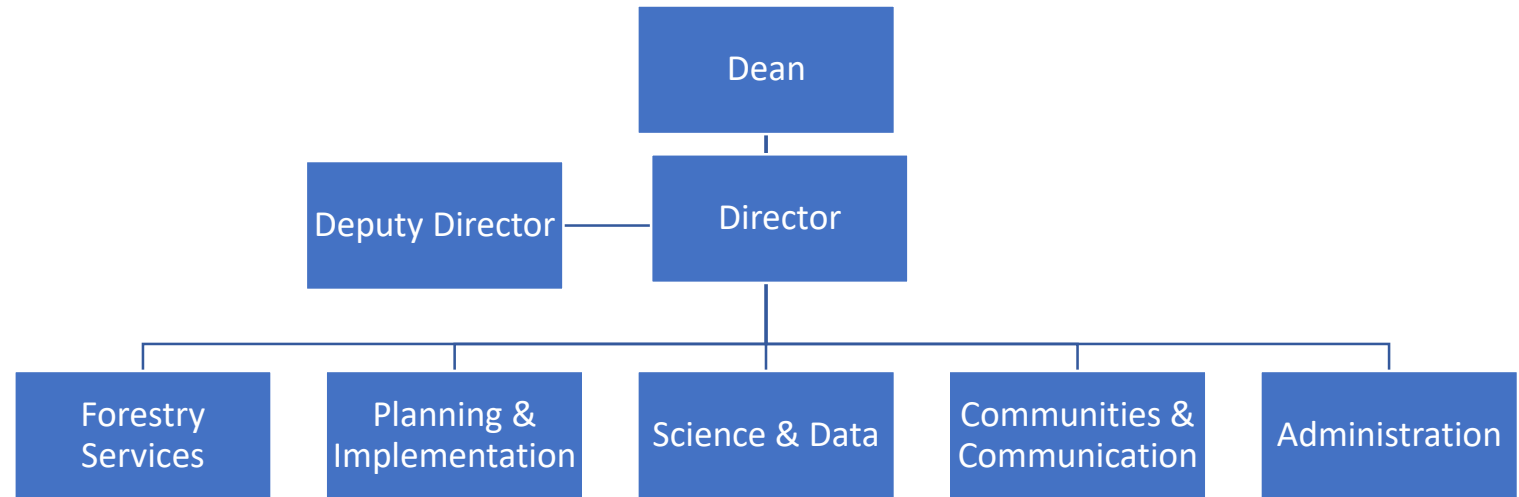 Dean
Deputy Director
Director
Forestry
Services
Planning &
Implementation
Science & Data
Communities &
Communication
Administration